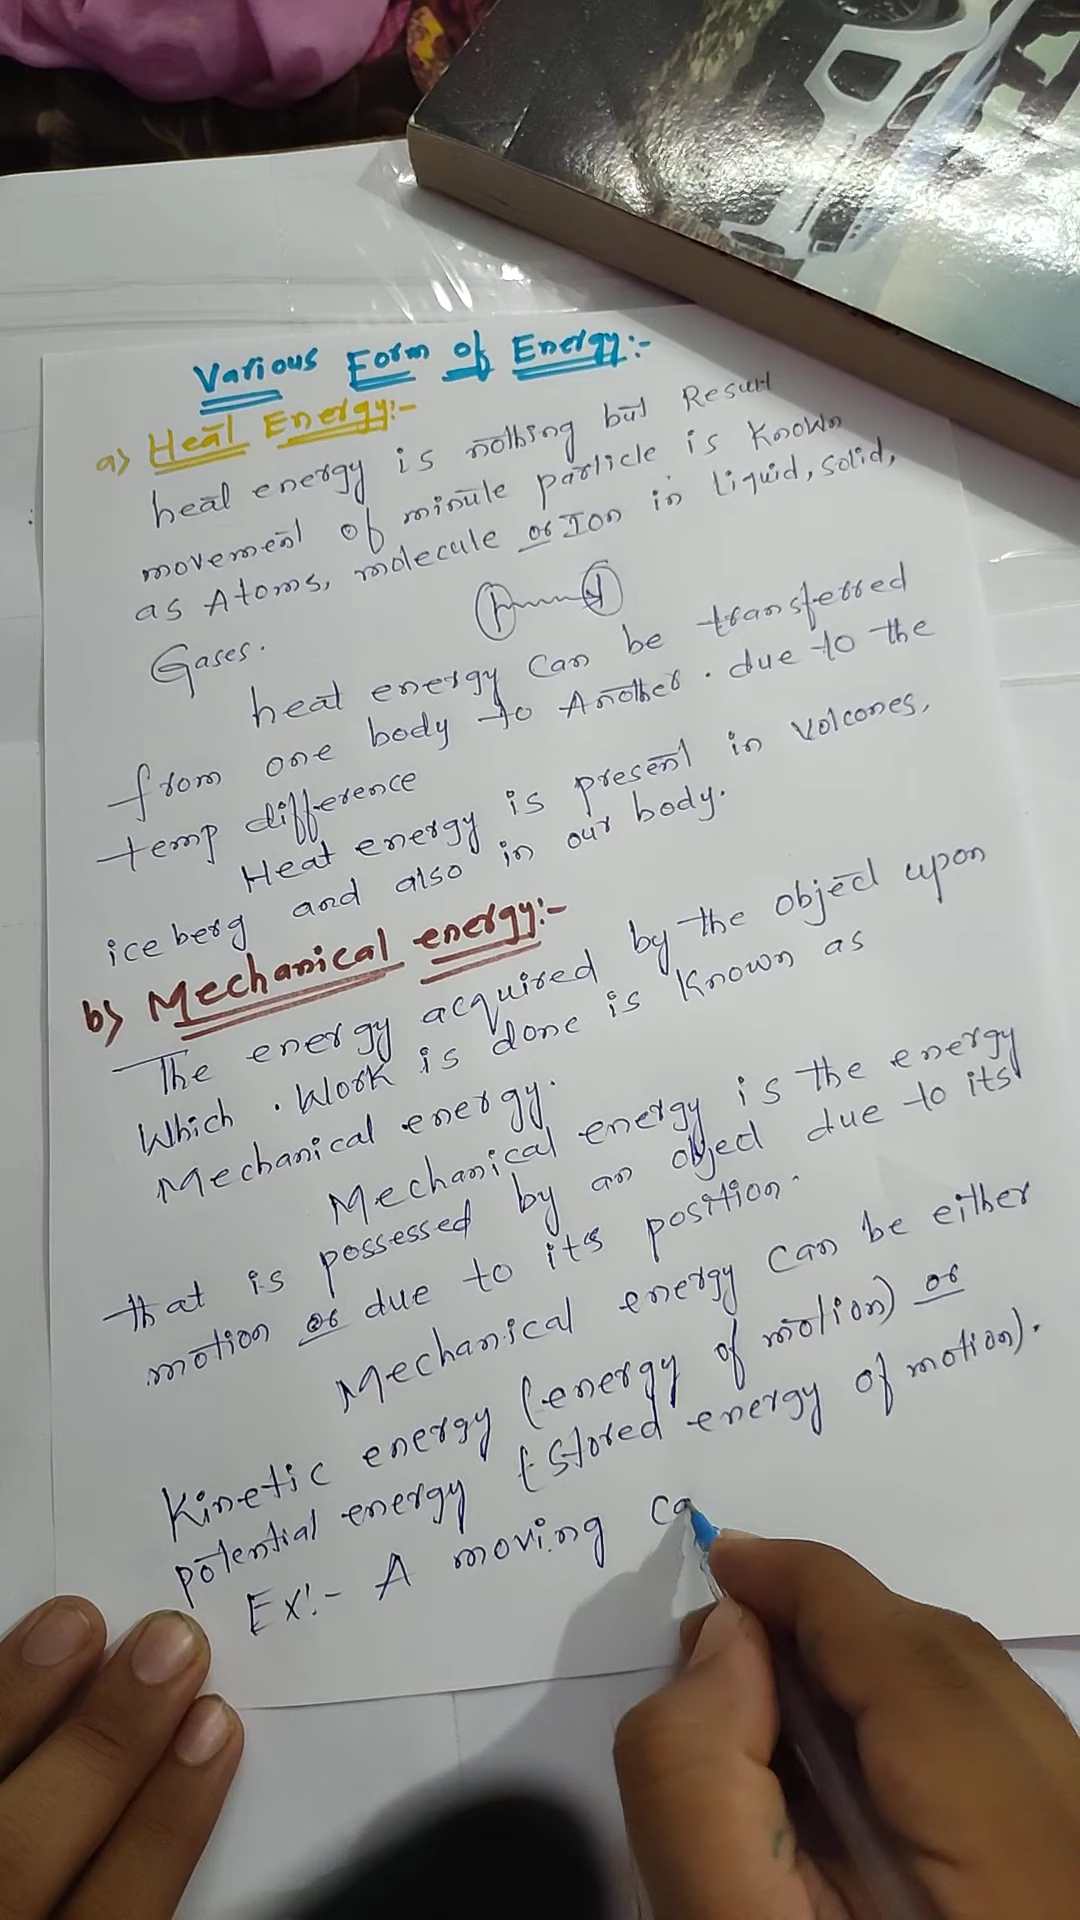 Various Form of Energy:-
a) Heat Energy:-
heat energy is nothing but Result
movement of minute particle is known
as Atoms, molecule or Ion in liquid, solid,
Gases.
heat energy can be transferred
from one body to Another. due to the
temp difference
Heat energy is present in volcones,
ice berg and also in our body.
b) Mechanical energy:-
The energy acquired by the object upon
Which . Work is done is known as
Mechanical energy.
Mechanical energy is the energy
that is possessed by an object due to its
motion or due to its position.
Mechanical energy can be either
Kinetic energy (energy of motion) or
potential energy (stored energy of motion).
Ex:- A moving ca